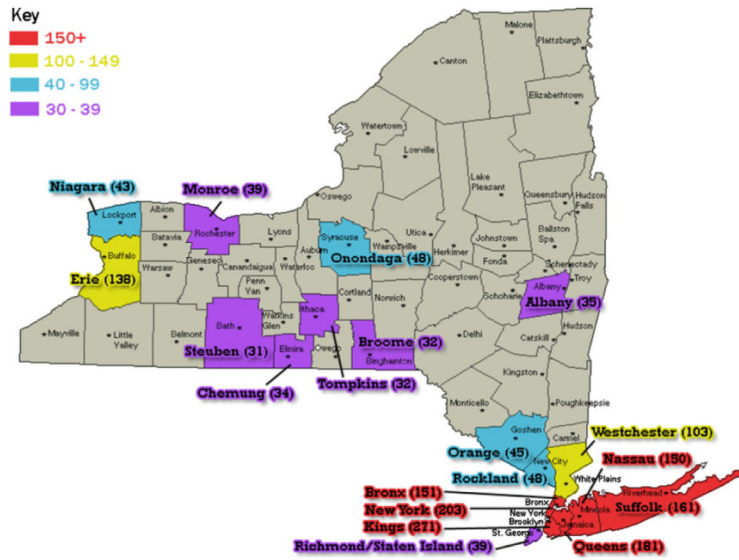 Key
150+
100 - 149
40 - 99
30 - 39
Malone
Plattsburgh
Canton
Elizabethtown
Watertown
Lowville
Lake
Pleasant
Niagara (43)
Monroe (39)
Oswego
Queensbury
Hudson
Falls
Lockport
Albion
Rochester
Lyons
Syracuse
Utica
Johnstown
Ballston
Spa
Batavia
Auburn
Wampsville
Onondaga (48)
Herkimer
Fonda
Buffalo
Geneseo
Canandaigua
Waterloo
Schenectady
Troy
Erie (138)
Warsaw
Penn
Yan
Cortland
Norwich
Cooperstown
Schoharie
Albany
Albany (35)
Ithaca
Watkins
Glen
Mayville
Little
Valley
Belmont
Bath
Steuben (31)
Elmira
Owego
Broome (32)
Binghamton
Delhi
Catskill
Hudson
Chemung (34)
Tompkins (32)
Kingston
Monticello
Poughkeepsie
Goshen
Carmel
Westchester (103)
Orange (45)
New City
Nassau (150)
Rockland (48)
White Plains
Riverhead
Bronx (151)
Bronx
Mineola
Suffolk (161)
New York (203)
New York
Kings (271)
Brooklyn
Jamaica
St. George
Richmond/Staten Island (39)
Queens (181)